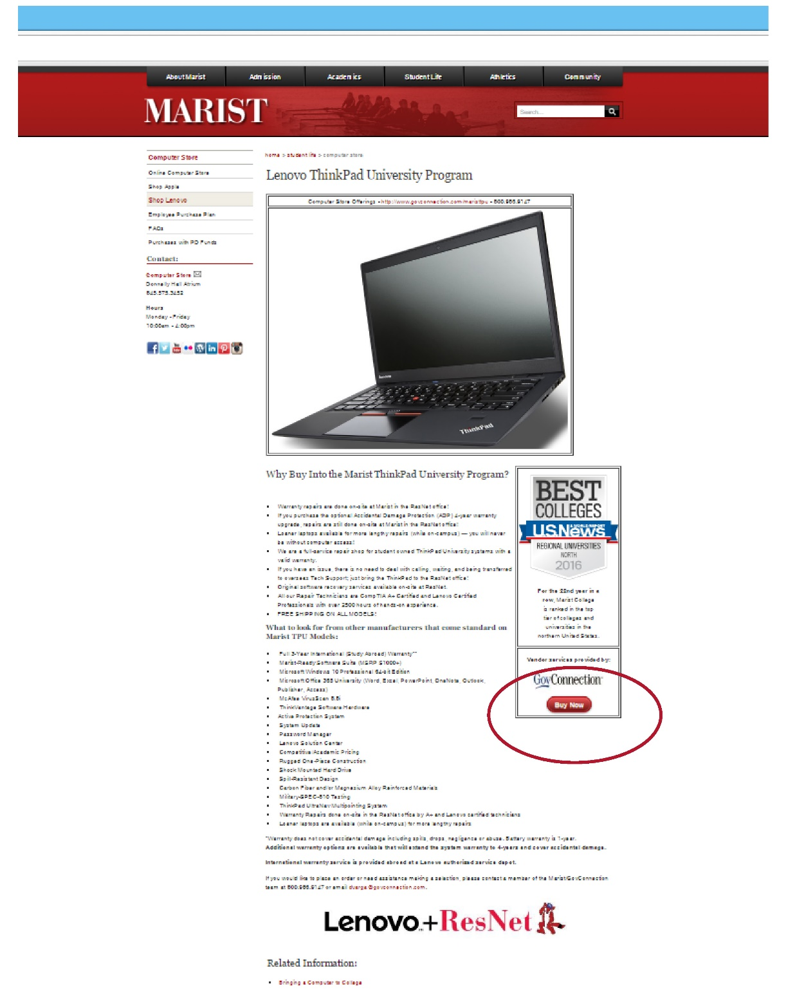 About Marist
Admission
Academics
Student Life
Athletics
Community
MARIST
Search...
Computer Store
Online Computer Store
Shop Apple
Shop Lenovo
Employee Purchase Plan
FAQs
Purchases with PO Funds
Contact:
Computer Store
Donnelly Hall Atrium
845.575.3453
Hours
Monday - Friday
10:00am - 4:00pm
home > student life > computer store
Lenovo ThinkPad University Program
Computer Store Offerings - http://www.govconnection.com/maristtpu - 800.986.9147
lenovo
ThinkPad
Why Buy Into the Marist ThinkPad University Program?
• Warranty repairs are done on-site at Marist in the ResNet office!
• If you purchase the optional Accidental Damage Protection (ADP) 4-year warranty
upgrade, repairs are still done on-site at Marist in the ResNet office!
• Loaner laptops available for more lengthy repairs (while on-campus) — you will never
be without computer access!
• We are a full-service repair shop for student owned ThinkPad University systems with a
valid warranty.
• If you have an issue, there is no need to deal with calling, waiting, and being transferred
to overseas Tech Support; just bring the ThinkPad to the ResNet office!
• Original software recovery services available on-site at ResNet.
• All our Repair Technicians are CompTIA A+ Certified and Lenovo Certified
Professionals with over 2500 hours of hands-on experience.
• FREE SHIPPING ON ALL MODELS!
What to look for from other manufacturers that come standard on
Marist TPU Models:
• Full 3-Year International (Study Abroad) Warranty**
• Marist-Ready Software Suite (MSRP $1000+)
• Microsoft Windows 10 Professional 64-bit Edition
• Microsoft Office 365 University (Word, Excel, PowerPoint, OneNote, Outlook,
Publisher, Access)
• McAfee VirusScan 8.8i
• ThinkVantage Software/Hardware
• Active Protection System
• System Update
• Password Manager
• Lenovo Solution Center
• Competitive/Academic Pricing
• Rugged One-Piece Construction
• Shock Mounted Hard Drive
• Spill-Resistant Design
• Carbon Fiber and/or Magnesium Alloy Reinforced Materials
• Military-SPEC-810 Testing
• ThinkPad UltraNav Multipointing System
• Warranty Repairs done on-site in the ResNet office by A+ and Lenovo certified technicians
• Loaner laptops are available (while on-campus) for more lengthy repairs
*Warranty does not cover accidental damage including spills, drops, negligence or abuse. Battery warranty is 1-year.
Additional warranty options are available that will extend the system warranty to 4-years and cover accidental damage.
International warranty service is provided abroad at a Lenovo authorized service depot.
If you would like to place an order or need assistance making a selection, please contact a member of the Marist/GovConnection
team at 800.986.9147 or email dvarga@govconnection.com.
BEST
COLLEGES
U.S.News
& WORLD REPORT
REGIONAL UNIVERSITIES
NORTH
2016
For the 22nd year in a
row, Marist College
is ranked in the top
tier of colleges and
universities in the
northern United States.
Vendor services provided by:
GovConnection™
Buy Now
Lenovo™+ResNet
Related Information:
• Bringing a Computer to College